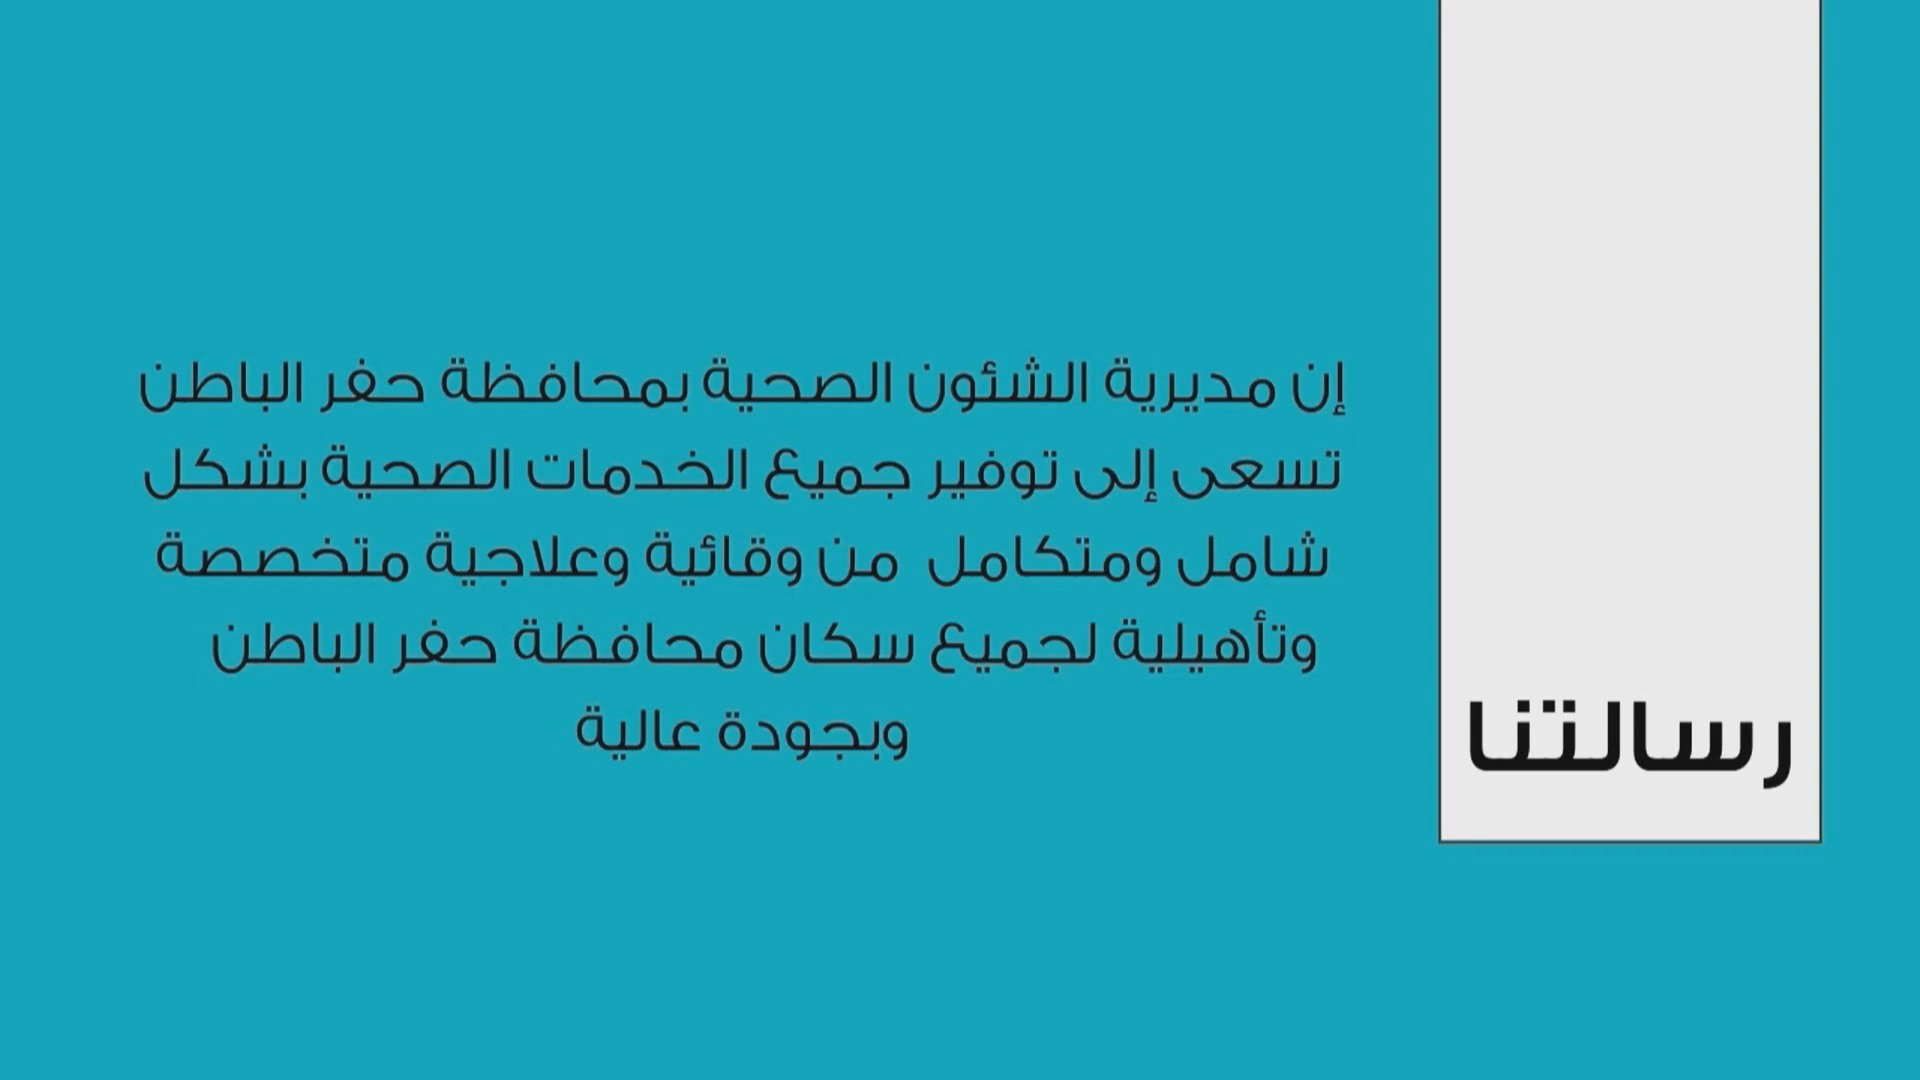 رسالتنا
إن مديرية الشئون الصحية بمحافظة حفر الباطن
تسعى إلى توفير جميع الخدمات الصحية بشكل
شامل ومتكامل من وقائية وعلاجية متخصصة
وتأهيلية لجميع سكان محافظة حفر الباطن
وبجودة عالية